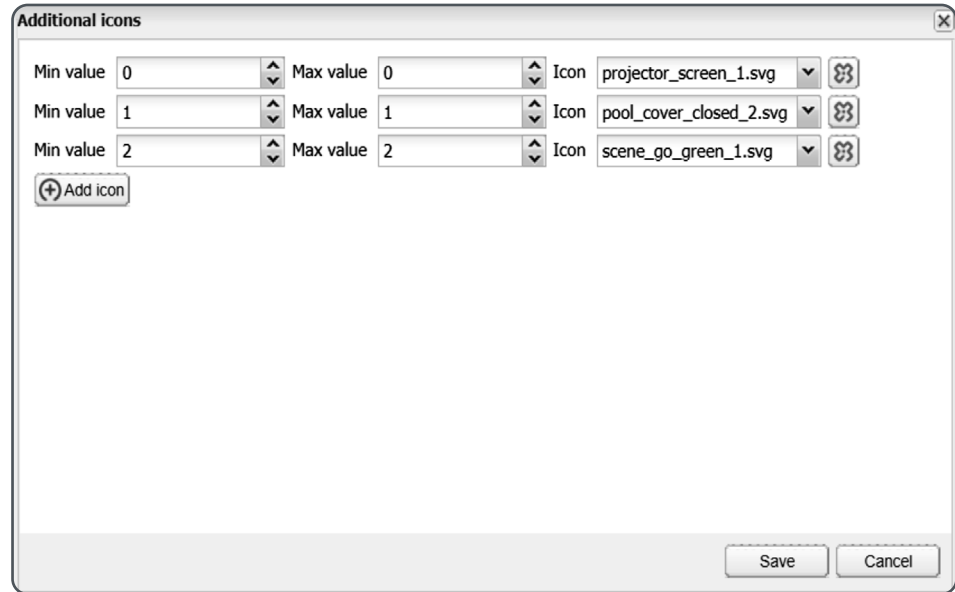 Additional icons
Min value 0 Max value 0 Icon projector_screen_1.svg
Min value 1 Max value 1 Icon pool_cover_closed_2.svg
Min value 2 Max value 2 Icon scene_go_green_1.svg
Add icon
Save Cancel